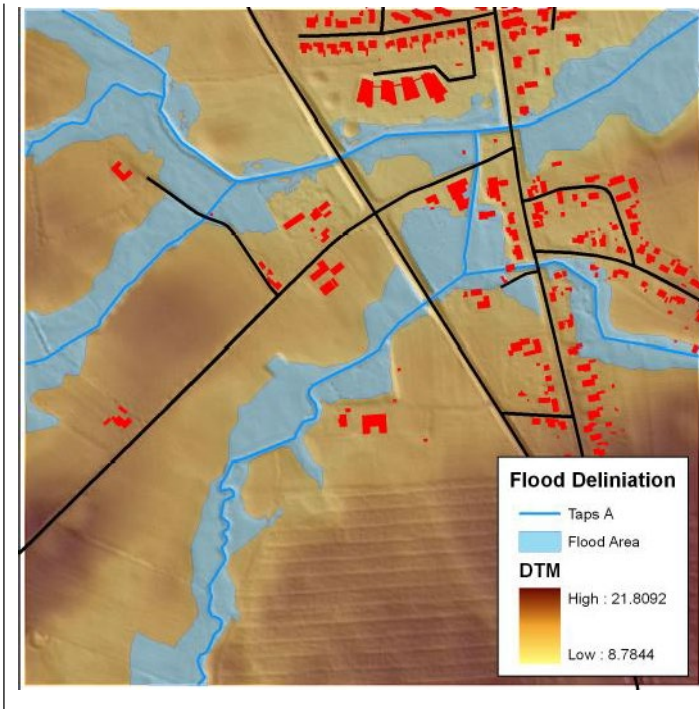 Flood Deliniation
Taps A
Flood Area
DTM
High : 21.8092
Low : 8.7844